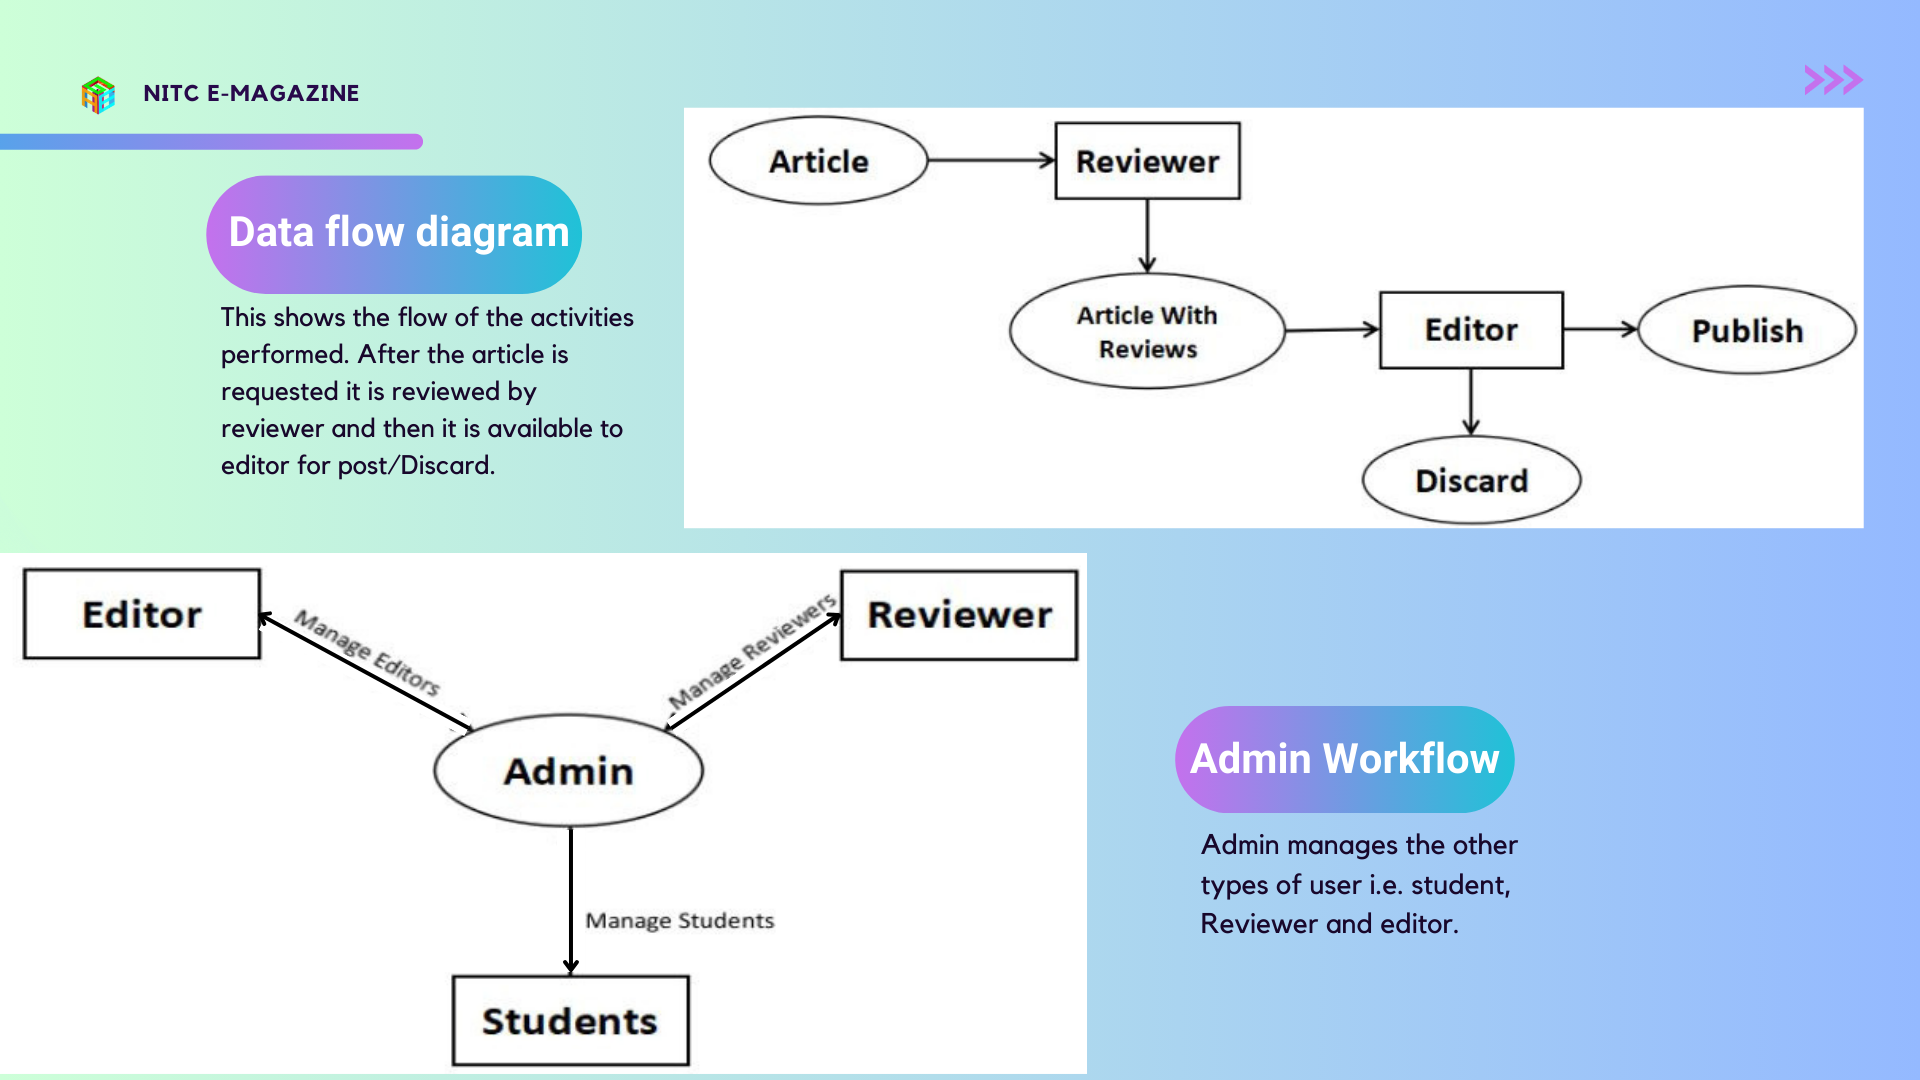 NITC E-MAGAZINE
Data flow diagram
This shows the flow of the activities
performed. After the article is
requested it is reviewed by
reviewer and then it is available to
editor for post/Discard.
Article
Reviewer
Article With
Reviews
Editor
Publish
Discard
Editor
Manage Editors
Manage Reviewers
Reviewer
Admin
Manage Students
Students
Admin Workflow
Admin manages the other
types of user i.e. student,
Reviewer and editor.